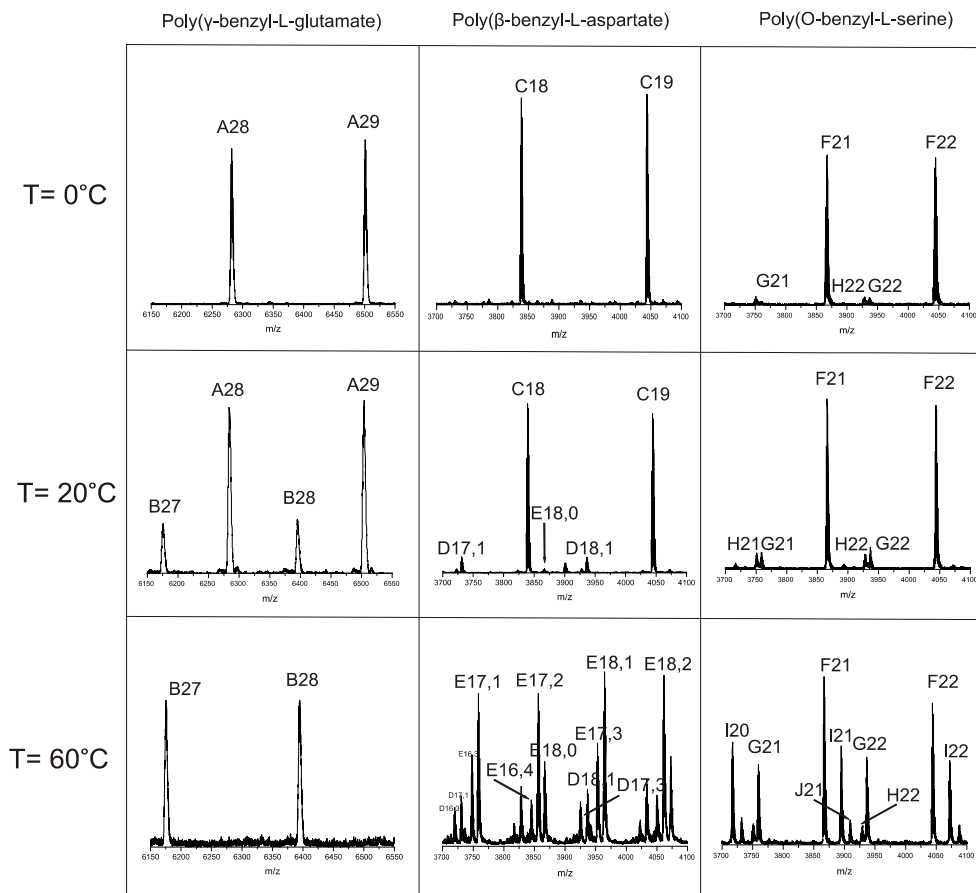 Poly(γ-benzyl-L-glutamate) Poly(β-benzyl-L-aspartate) Poly(O-benzyl-L-serine)
T= 0°C
A28 A29
6150 6200 6250 6300 6350 6400 6450 6500 6550
m/z
C18 C19
3700 3750 3800 3850 3900 3950 4000 4050 4100
m/z
F21 F22
G21 H22 G22
3700 3750 3800 3850 3900 3950 4000 4050 4100
m/z
T= 20°C
A28 A29
B27 B28
6150 6200 6250 6300 6350 6400 6450 6500 6550
m/z
C18 C19
E18,0
D17,1 D18,1
3700 3750 3800 3850 3900 3950 4000 4050 4100
m/z
F21 F22
H21 G21 H22 G22
3700 3750 3800 3850 3900 3950 4000 4050 4100
m/z
T= 60°C
B27 B28
6150 6200 6250 6300 6350 6400 6450 6500 6550
m/z
E17,1 E17,2 E18,1 E18,2
E16,3 E16,4 E18,0 E17,3
D16,3 D17,1 D18,1 D17,3
3700 3750 3800 3850 3900 3950 4000 4050 4100
m/z
F21 F22
I20 G21 I21 G22 I22
J21 H22
3700 3750 3800 3850 3900 3950 4000 4050 4100
m/z